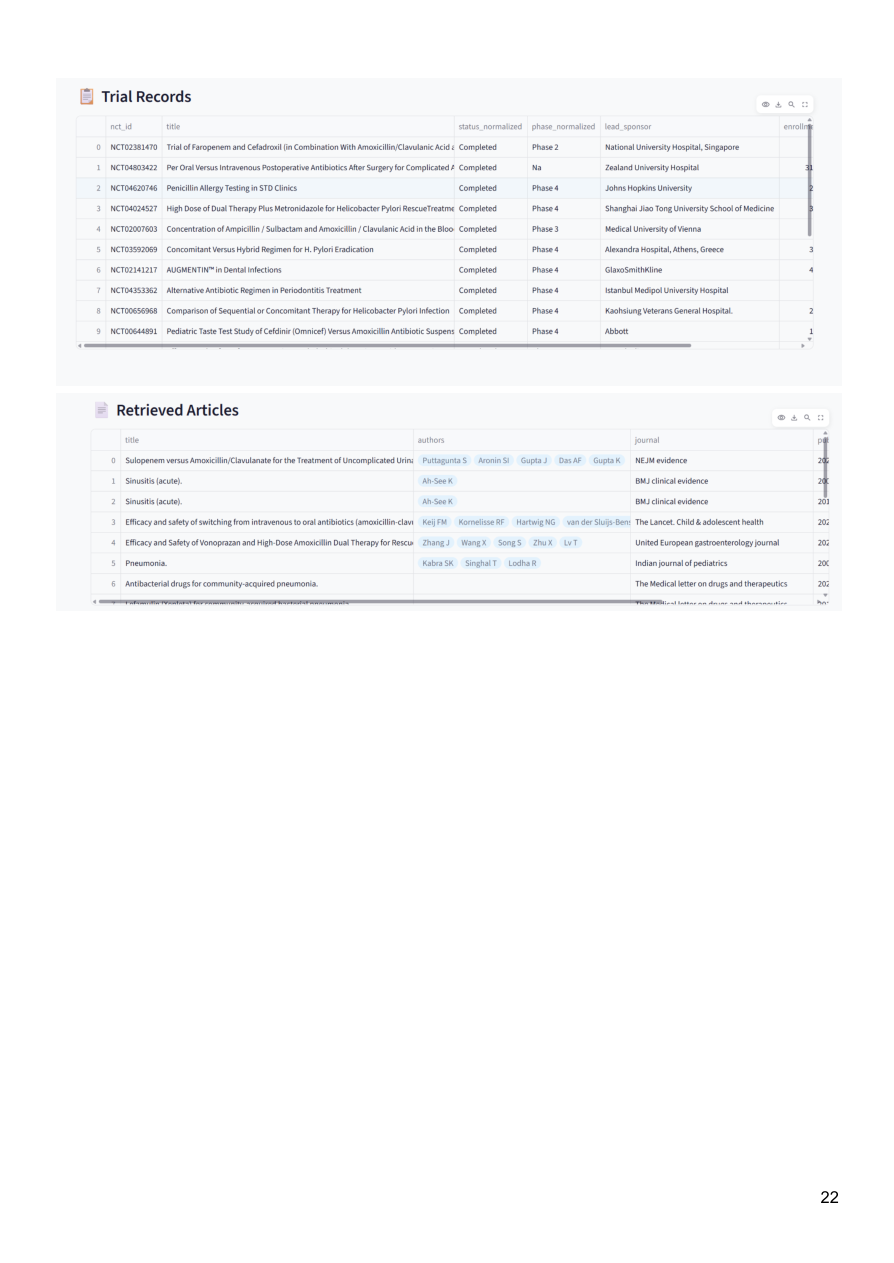 Trial Records
nct_id title status_normalized phase_normalized lead_sponsor
0 NCT02381470 Trial of Faropenem and Cefadroxil (in Combination With Amoxicillin/Clavulanic Acid Completed Phase 2 National University Hospital, Singapore
1 NCT04803422 Per Oral Versus Intravenous Postoperative Antibiotics After Surgery for Complicated Completed Na Zealand University Hospital 31
2 NCT04620746 Penicillin Allergy Testing in STD Clinics Completed Phase 4 Johns Hopkins University 2
3 NCT04024527 High Dose of Dual Therapy Plus Metronidazole for Helicobacter Pylori RescueTreatme Completed Phase 4 Shanghai Jiao Tong University School of Medicine 3
4 NCT02007603 Concentration of Ampicillin / Sulbactam and Amoxicillin / Clavulanic Acid in the Bloo Completed Phase 3 Medical University of Vienna
5 NCT03592069 Concomitant Versus Hybrid Regimen for H. Pylori Eradication Completed Phase 4 Alexandra Hospital, Athens, Greece 3
6 NCT02141217 AUGMENTIN™ in Dental Infections Completed Phase 4 GlaxoSmithKline 4
7 NCT04353362 Alternative Antibiotic Regimen in Periodontitis Treatment Completed Phase 4 Istanbul Medipol University Hospital
8 NCT00656968 Comparison of Sequential or Concomitant Therapy for Helicobacter Pylori Infection Completed Phase 4 Kaohsiung Veterans General Hospital. 2
9 NCT00644891 Pediatric Taste Test Study of Cefdinir (Omnicef) Versus Amoxicillin Antibiotic Suspens Completed Phase 4 Abbott 1
Retrieved Articles
title authors journal
0 Sulopenem versus Amoxicillin/Clavulanate for the Treatment of Uncomplicated Urina Puttagunta S Aronin SI Gupta J Das AF Gupta K NEJM evidence
1 Sinusitis (acute). Ah-See K BMJ clinical evidence
2 Sinusitis (acute). Ah-See K BMJ clinical evidence
3 Efficacy and safety of switching from intravenous to oral antibiotics (amoxicillin-clav Keij FM Kornelisse RF Hartwig NG van der Sluijs-Bens The Lancet. Child & adolescent health
4 Efficacy and Safety of Vonoprazan and High-Dose Amoxicillin Dual Therapy for Rescu Zhang J Wang X Song S Zhu X Lv T United European gastroenterology journal
5 Pneumonia. Kabra SK Singhal T Lodha R Indian journal of pediatrics
6 Antibacterial drugs for community-acquired pneumonia. The Medical letter on drugs and therapeutics
22